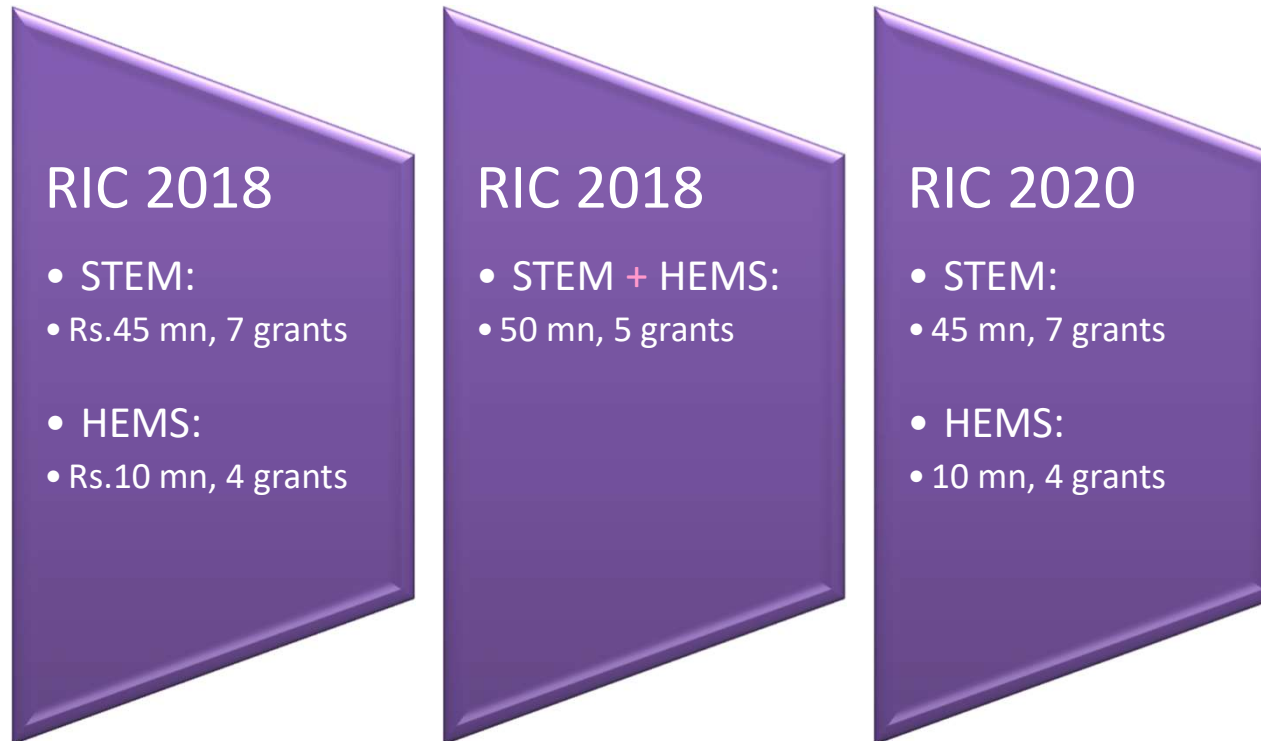 RIC 2018
• STEM:
• Rs.45 mn, 7 grants
• HEMS:
• Rs.10 mn, 4 grants
RIC 2018
• STEM + HEMS:
• 50 mn, 5 grants
RIC 2020
• STEM:
• 45 mn, 7 grants
• HEMS:
• 10 mn, 4 grants